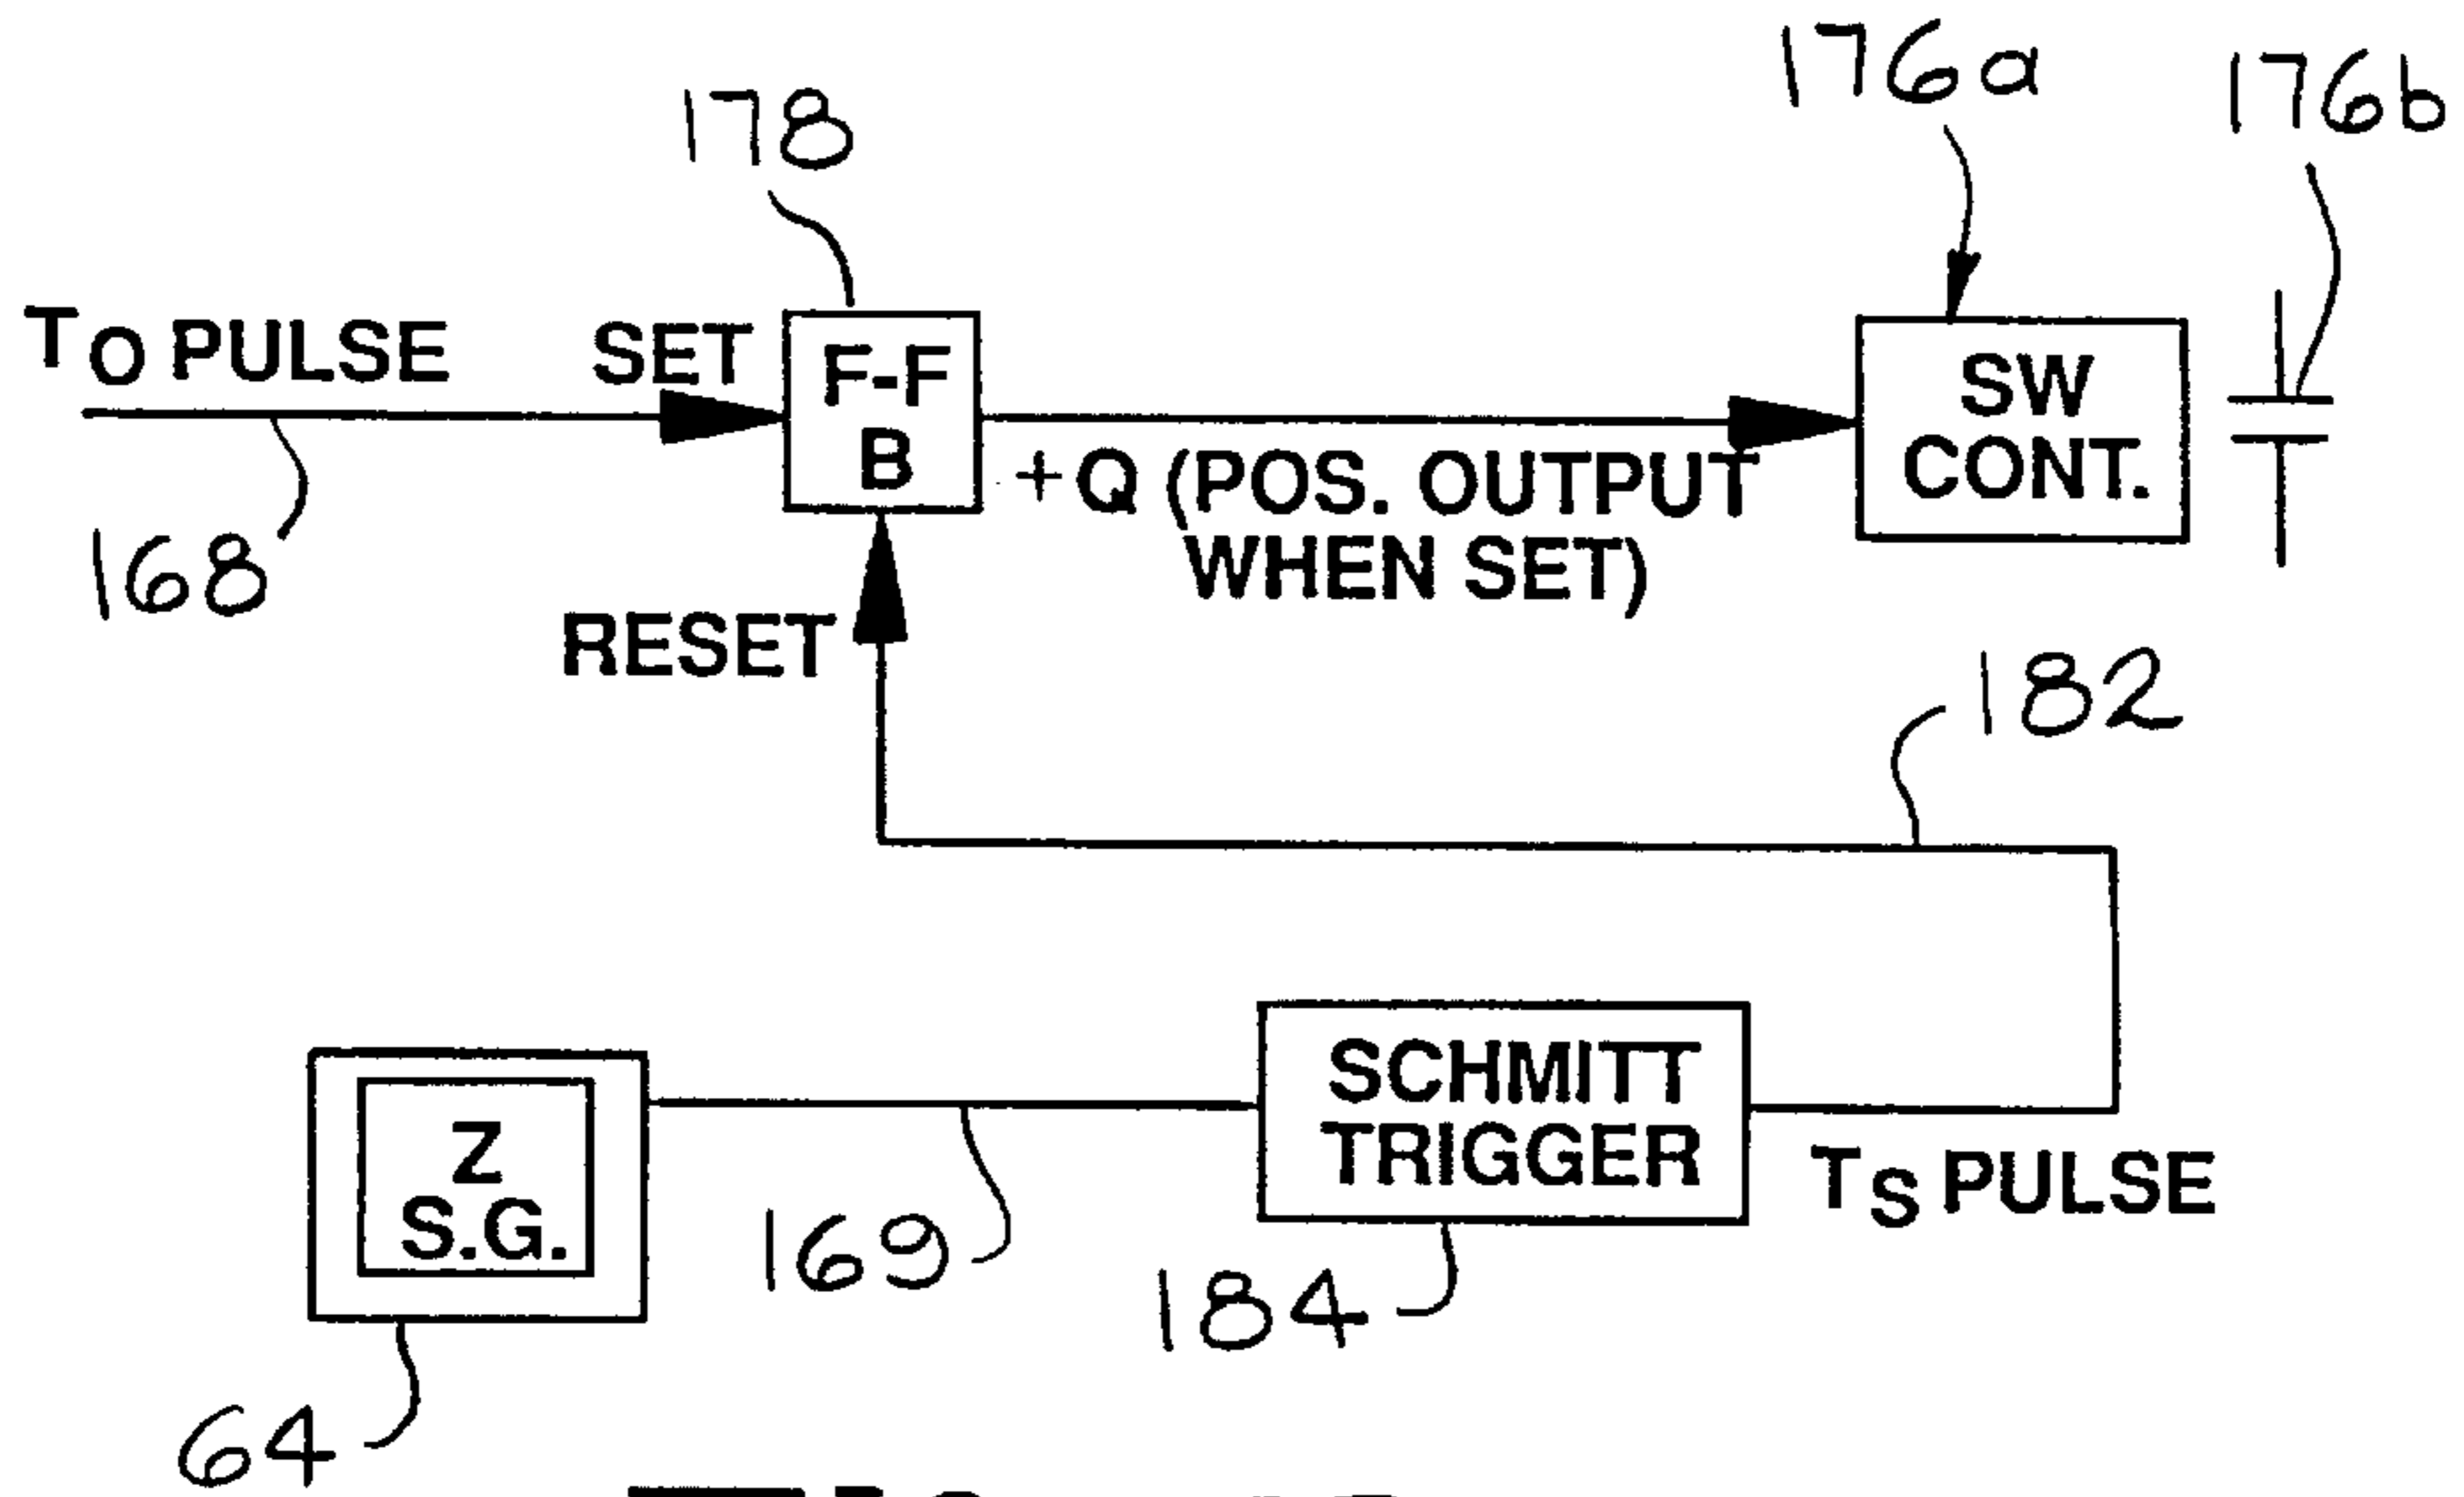 176a
176b
178
TO PULSE
SET
F-F
B
SW
CONT.
+Q (POS. OUTPUT
WHEN SET)
168
RESET
182
Z
S.G.
SCHMITT
TRIGGER
TS PULSE
169
184
64